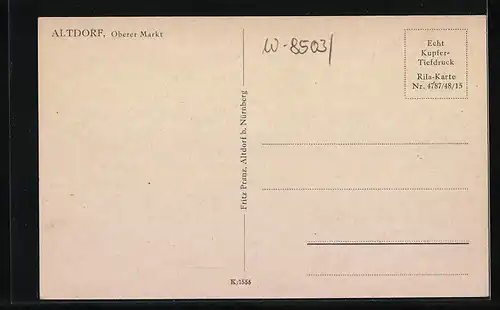 ALTDORF, Oberer Markt
W-8503/
Echt
Kupfer-
Tiefdruck
Rila-Karte
Nr. 4787/48/15
Fritz Pranz, Altdorf b. Nürnberg
K/1555